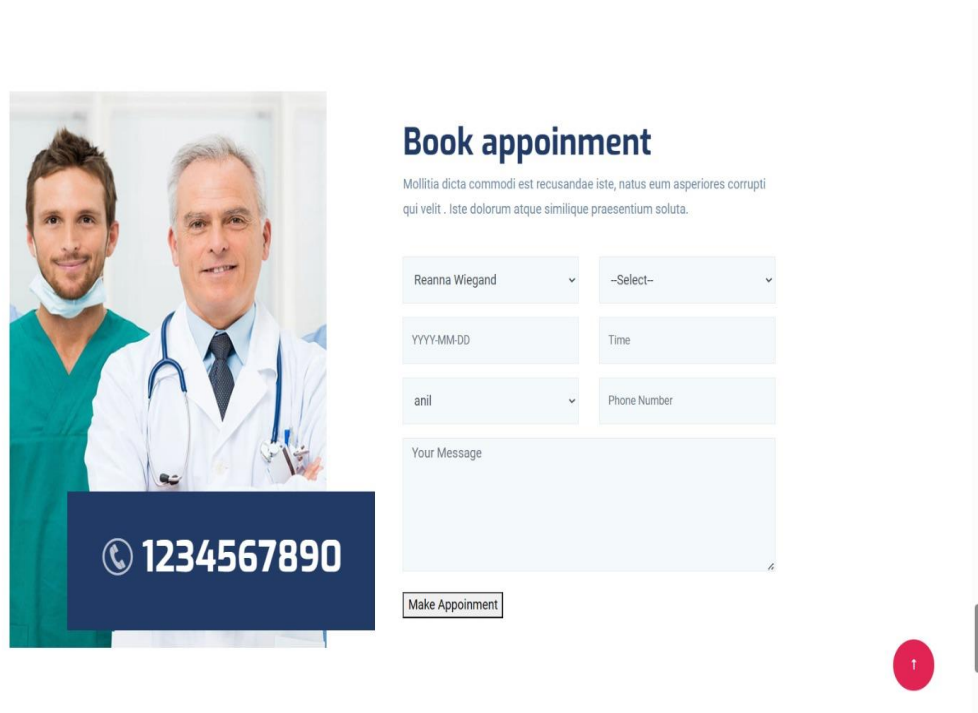 Book appoinment
Mollitia dicta commodi est recusandae iste, natus eum asperiores corrupti
qui velit . Iste dolorum atque similique praesentium soluta.
Reanna Wiegand
--Select--
YYYY-MM-DD
Time
anil
Phone Number
Your Message
1234567890
Make Appoinment